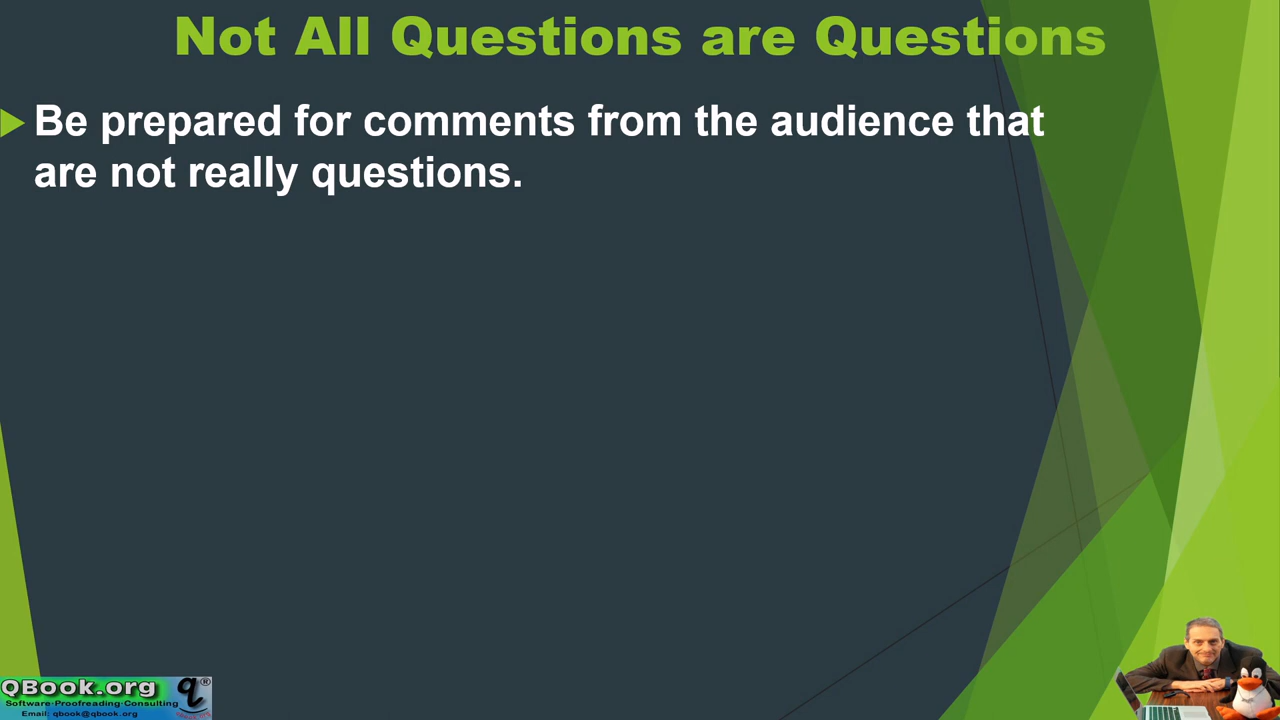 Not All Questions are Questions
Be prepared for comments from the audience that
are not really questions.
QBook.org
q®
Software·Proofreading·Consulting
Email: qbook@qbook.org